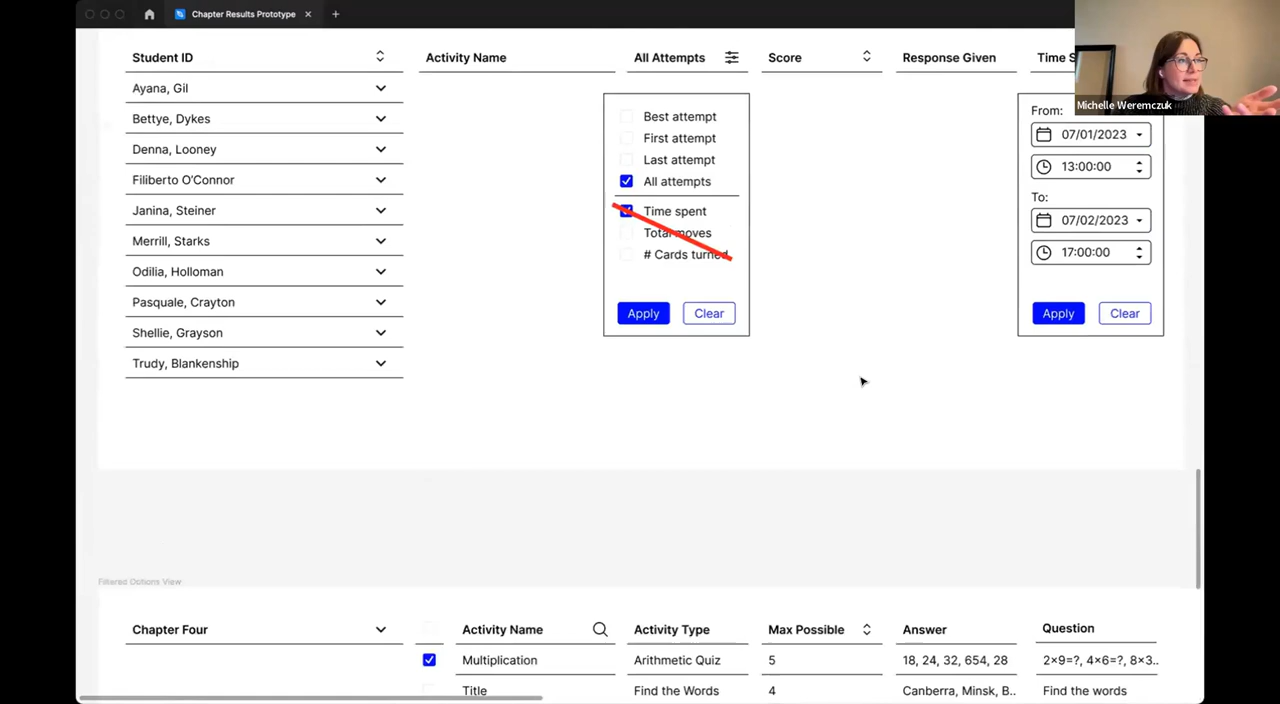 Chapter Results Prototype
Student ID Activity Name All Attempts Score Response Given Time S
Michelle Weremczuk
Ayana, Gil
Bettye, Dykes
Denna, Looney
Filiberto O'Connor
Janina, Steiner
Merrill, Starks
Odilia, Holloman
Pasquale, Crayton
Shellie, Grayson
Trudy, Blankenship
Best attempt
First attempt
Last attempt
All attempts
Time spent
Total moves
# Cards turned
Apply Clear
From:
07/01/2023
13:00:00
To:
07/02/2023
17:00:00
Apply Clear
Filtered Options View
Chapter Four Activity Name Activity Type Max Possible Answer Question
Multiplication Arithmetic Quiz 5 18, 24, 32, 654, 28 2×9=?, 4×6=?, 8×3..
Title Find the Words 4 Canberra, Minsk, B.. Find the words